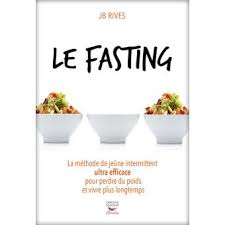 JB RIVES
LE FASTING
La méthode de jeûne intermittent
ultra efficace
pour perdre du poids
et vivre plus longtemps